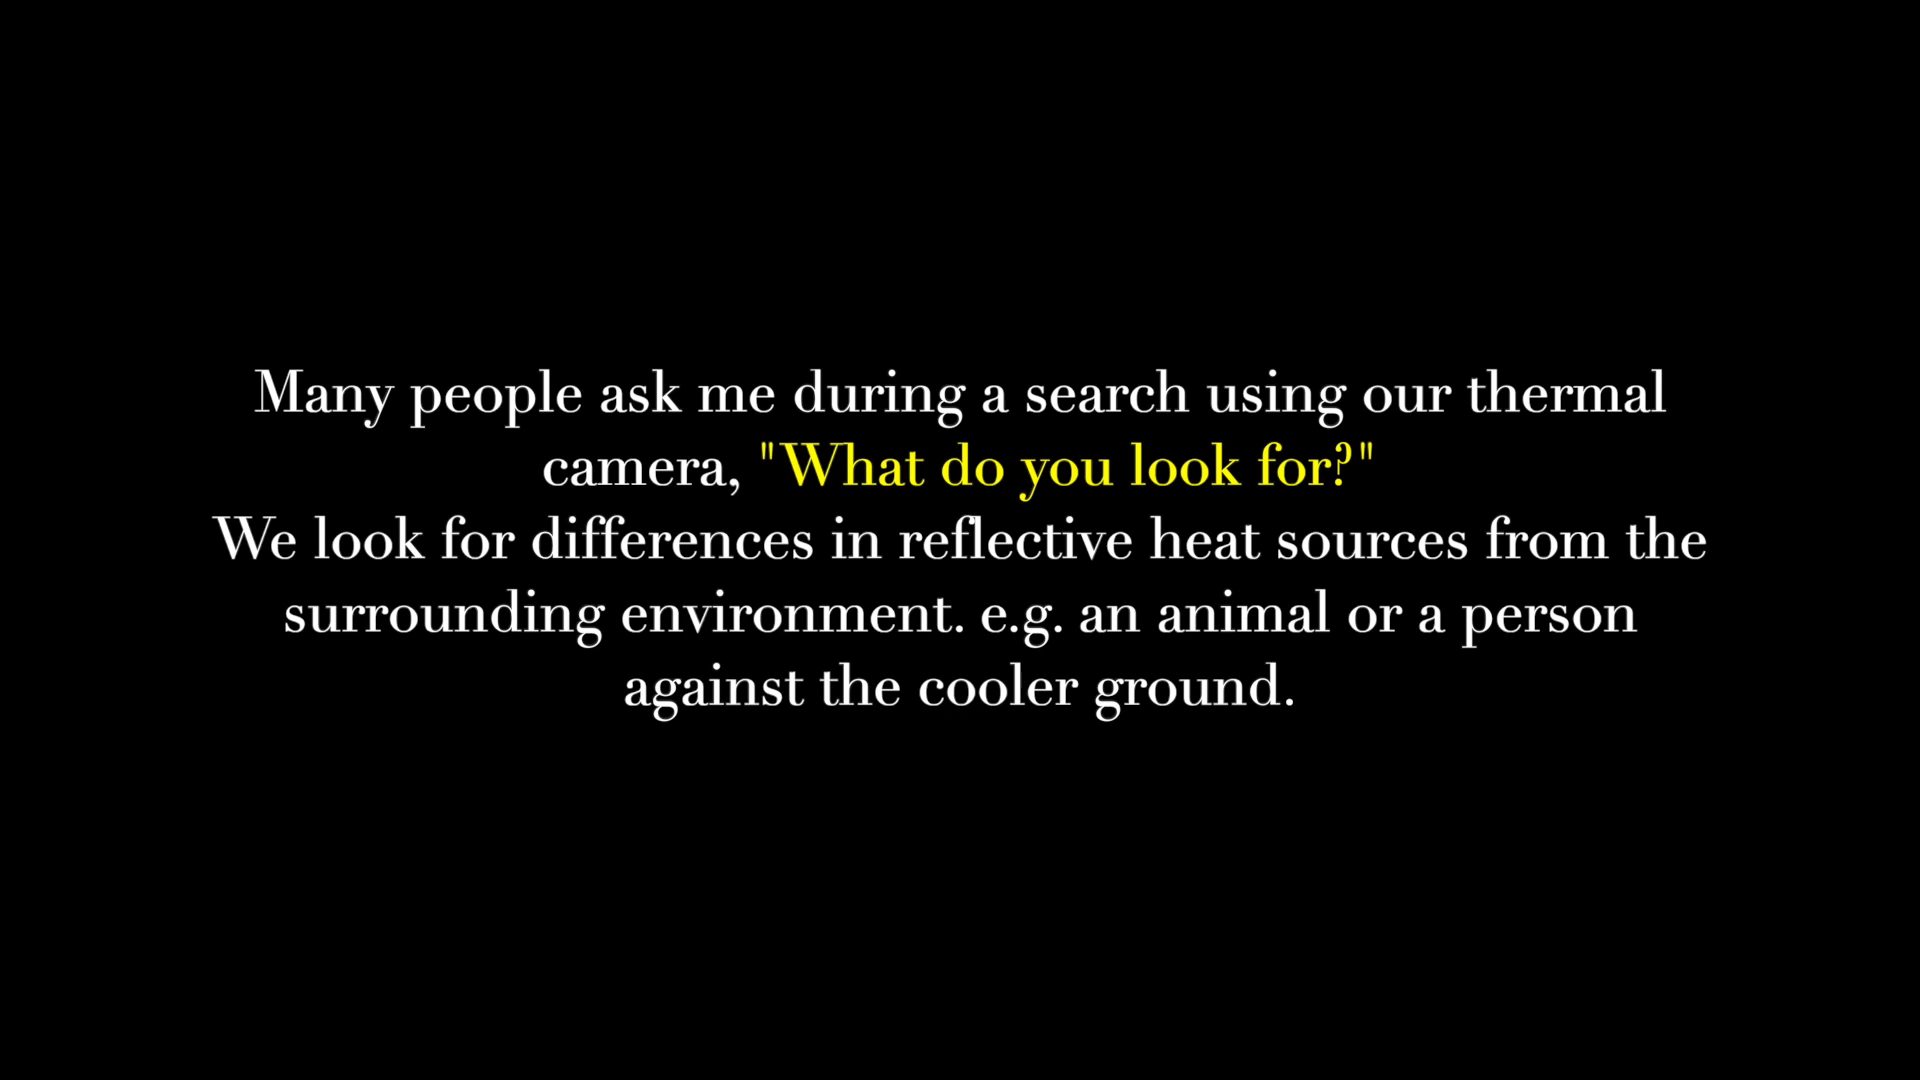 Many people ask me during a search using our thermal
camera, "What do you look for?"
We look for differences in reflective heat sources from the
surrounding environment. e.g. an animal or a person
against the cooler ground.